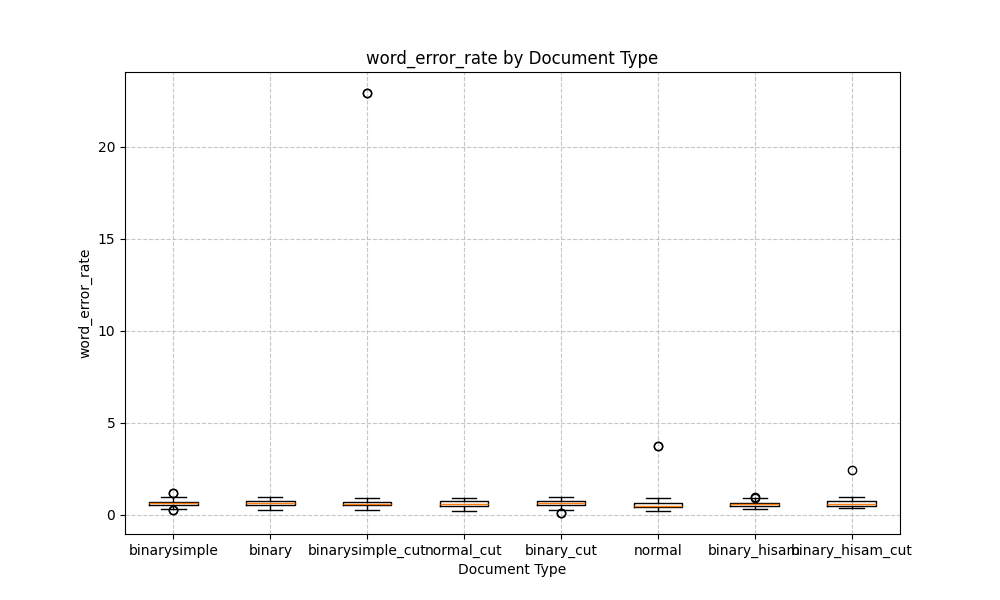 word_error_rate by Document Type
word_error_rate
20
15
10
5
0
binarysimple binary binarysimple_cut normal_cut binary_cut normal binary_hisam binary_hisam_cut
Document Type